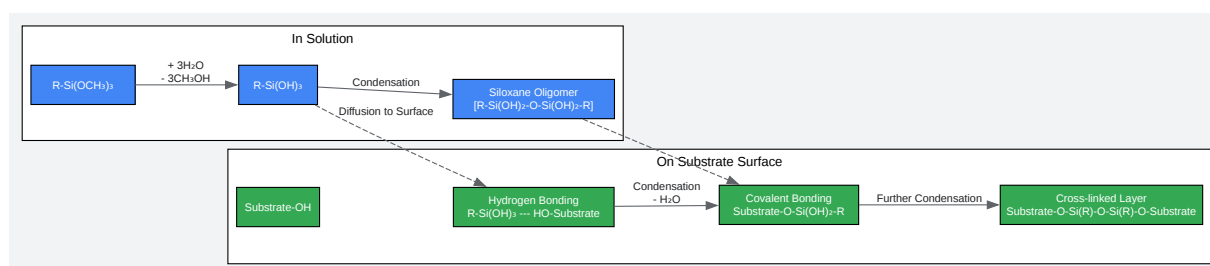 In Solution
R-Si(OCH₃)₃
+ 3H₂O
- 3CH₃OH
R-Si(OH)₃
Condensation
Siloxane Oligomer
[R-Si(OH)₂-O-Si(OH)₂-R]
Diffusion to Surface
On Substrate Surface
Substrate-OH
Hydrogen Bonding
R-Si(OH)₃ --- HO-Substrate
Condensation
- H₂O
Covalent Bonding
Substrate-O-Si(OH)₂-R
Further Condensation
Cross-linked Layer
Substrate-O-Si(R)-O-Si(R)-O-Substrate